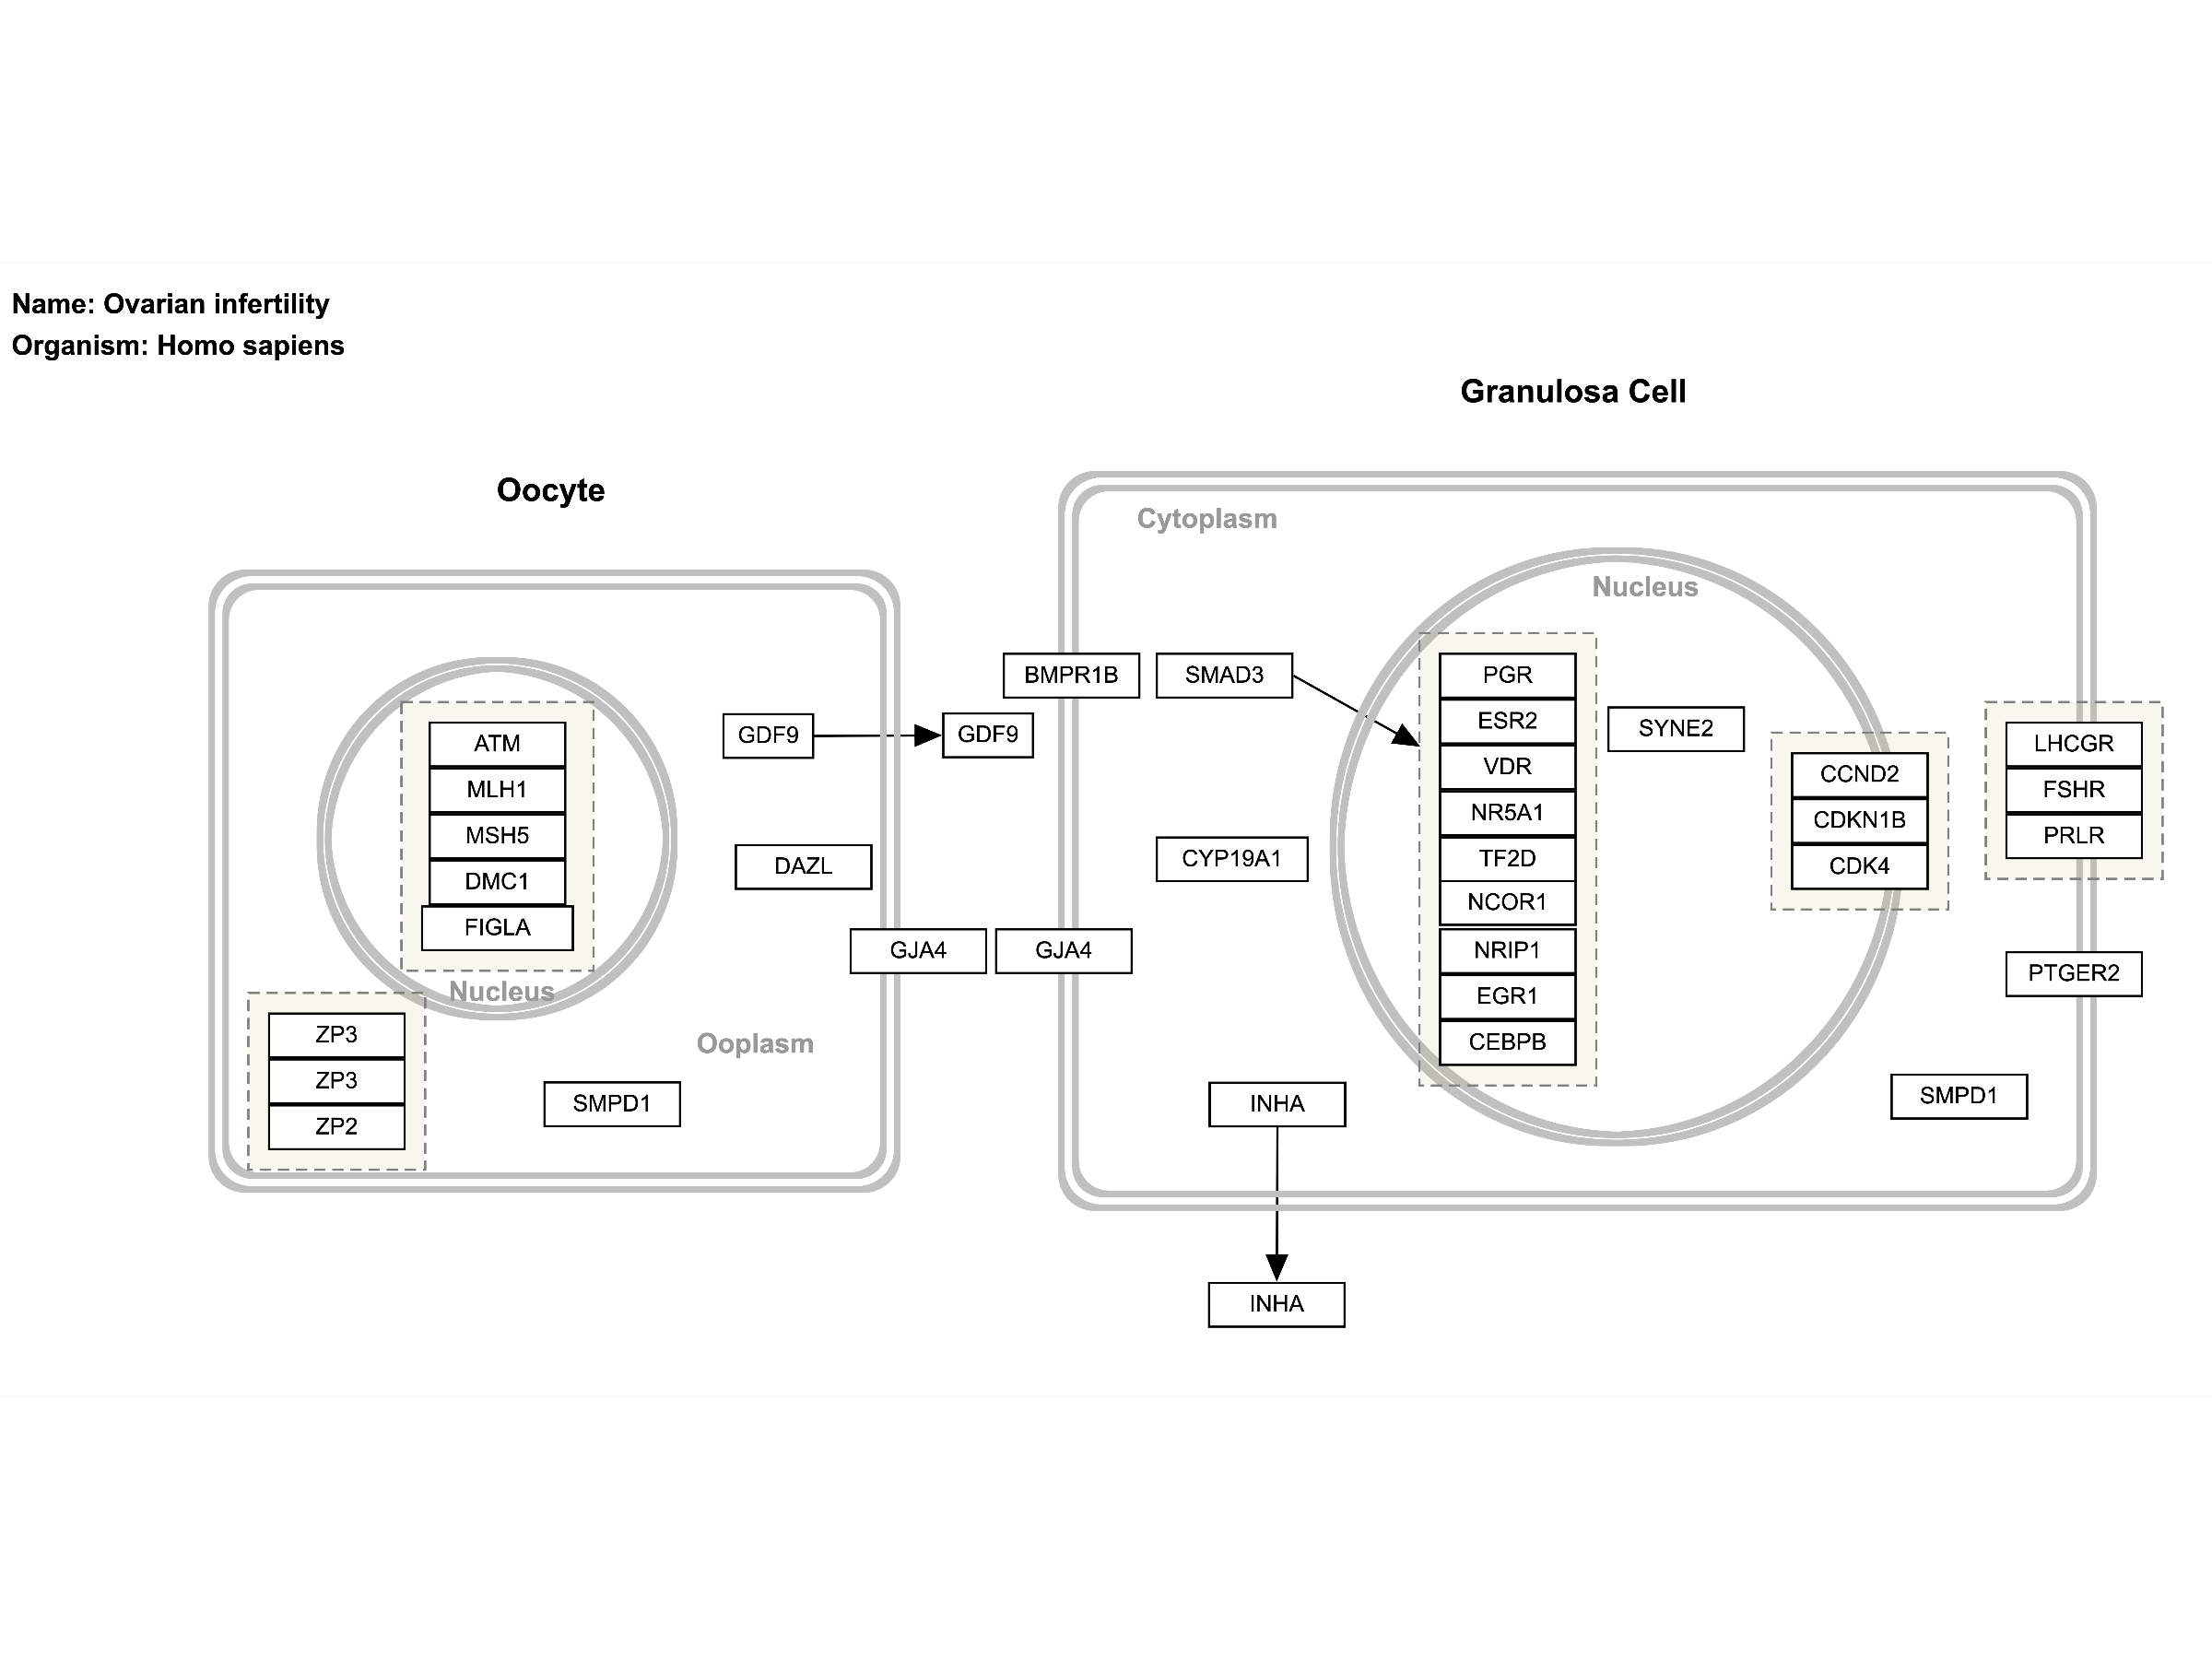 Name: Ovarian infertility
Organism: Homo sapiens
Granulosa Cell
Oocyte
Cytoplasm
Nucleus
BMPR1B
SMAD3
PGR
ESR2
VDR
NR5A1
TF2D
NCOR1
NRIP1
EGR1
CEBPB
SYNE2
CCND2
CDKN1B
CDK4
LHCGR
FSHR
PRLR
PTGER2
ATM
MLH1
MSH5
DMC1
FIGLA
Nucleus
GDF9
GDF9
DAZL
CYP19A1
GJA4
GJA4
Ooplasm
ZP3
ZP3
ZP2
SMPD1
INHA
SMPD1
INHA